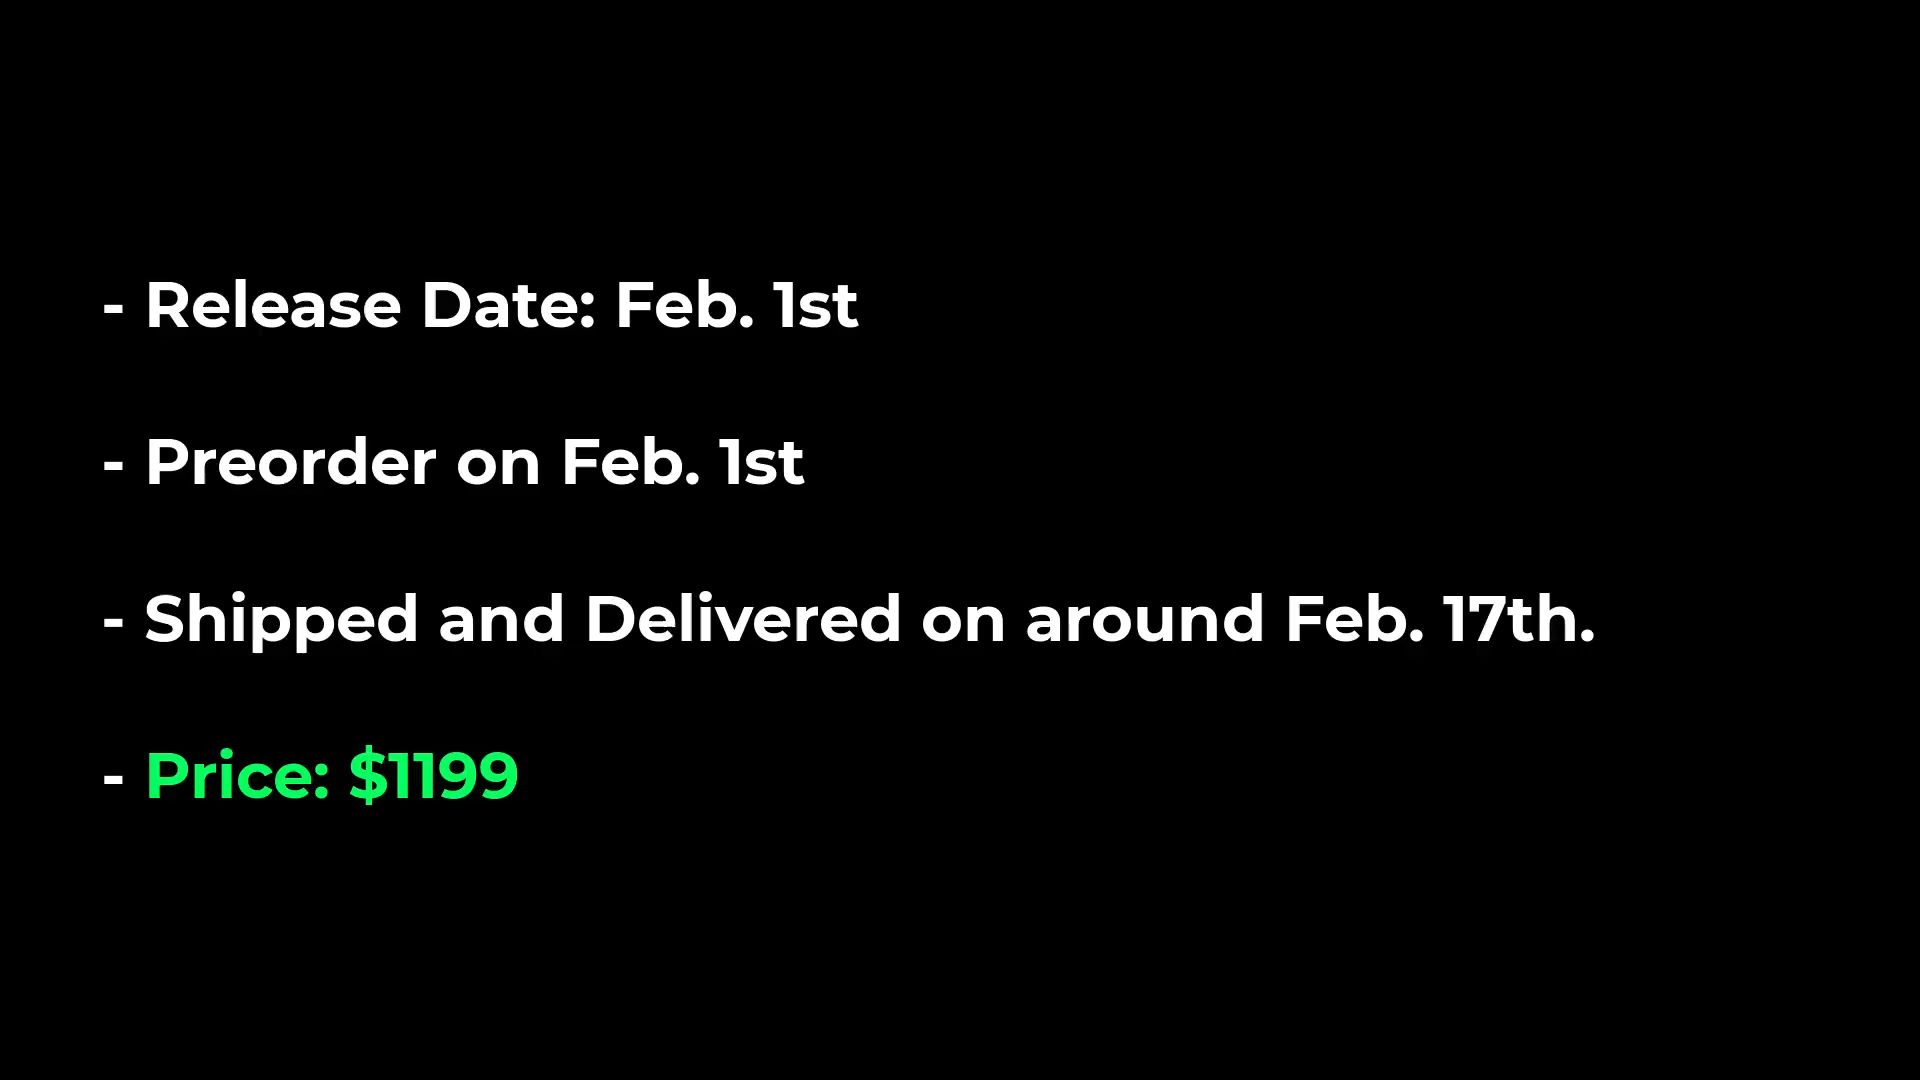 - Release Date: Feb. 1st
- Preorder on Feb. 1st
- Shipped and Delivered on around Feb. 17th.
- Price: $1199